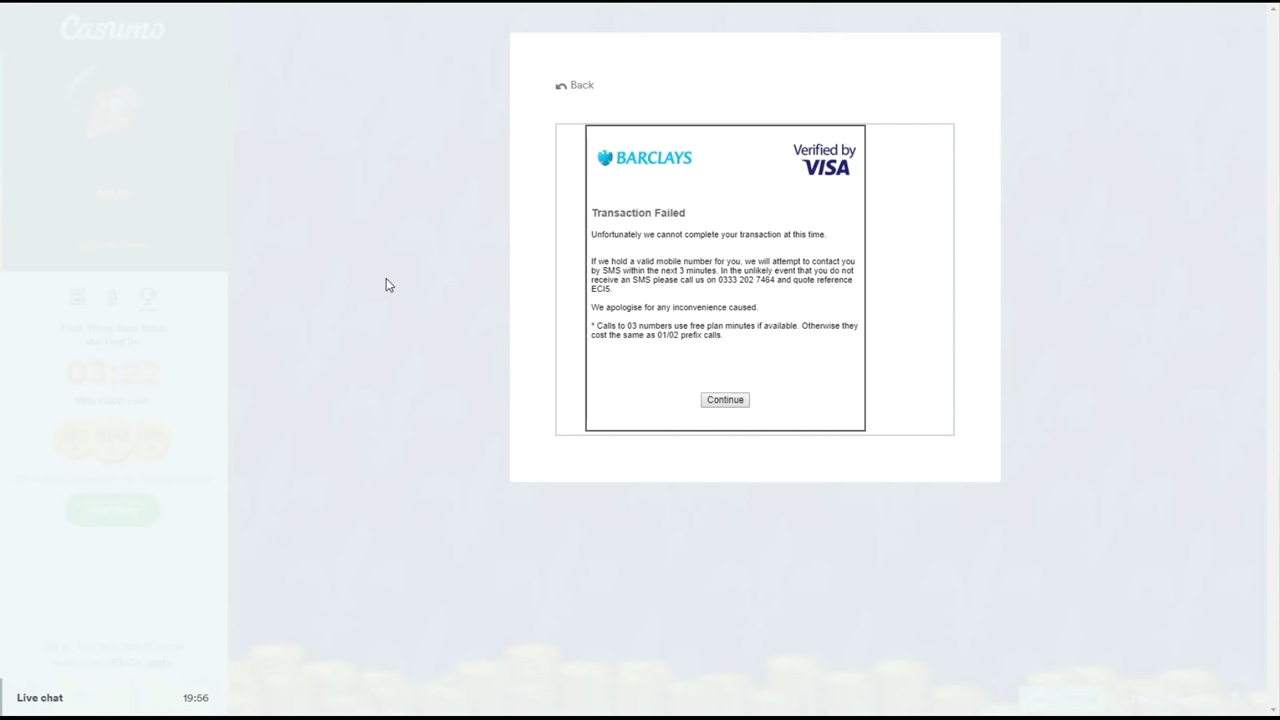 Casumo
Back
BARCLAYS
Verified by
VISA
Transaction Failed
Unfortunately we cannot complete your transaction at this time.
If we hold a valid mobile number for you, we will attempt to contact you
by SMS within the next 3 minutes. In the unlikely event that you do not
receive an SMS please call us on 0333 202 7464 and quote reference
ECI5.
We apologise for any inconvenience caused.
* Calls to 03 numbers use free plan minutes if available. Otherwise they
cost the same as 01/02 prefix calls.
Continue
03:22
Live chat 19:56